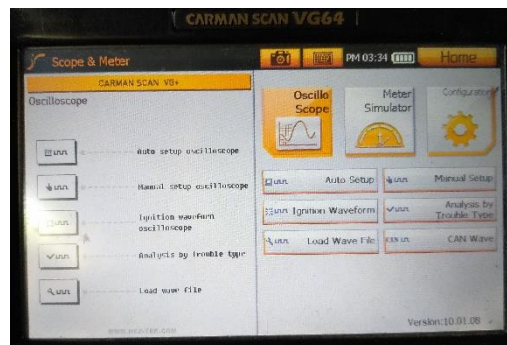 CARMAN SCAN VG64
Scope & Meter
PM 03:34
Home
CARMAN SCAN VG+
Oscilloscope
Auto setup oscilloscope
Manual setup oscilloscope
Ignition waveform
oscilloscope
Analysis by trouble type
Load wave file
Oscillo
Scope
Meter
Simulator
Configuration
Auto Setup
Manual Setup
Ignition Waveform
Analysis by
Trouble Type
Load Wave File
CAN Wave
Version:10.01.08